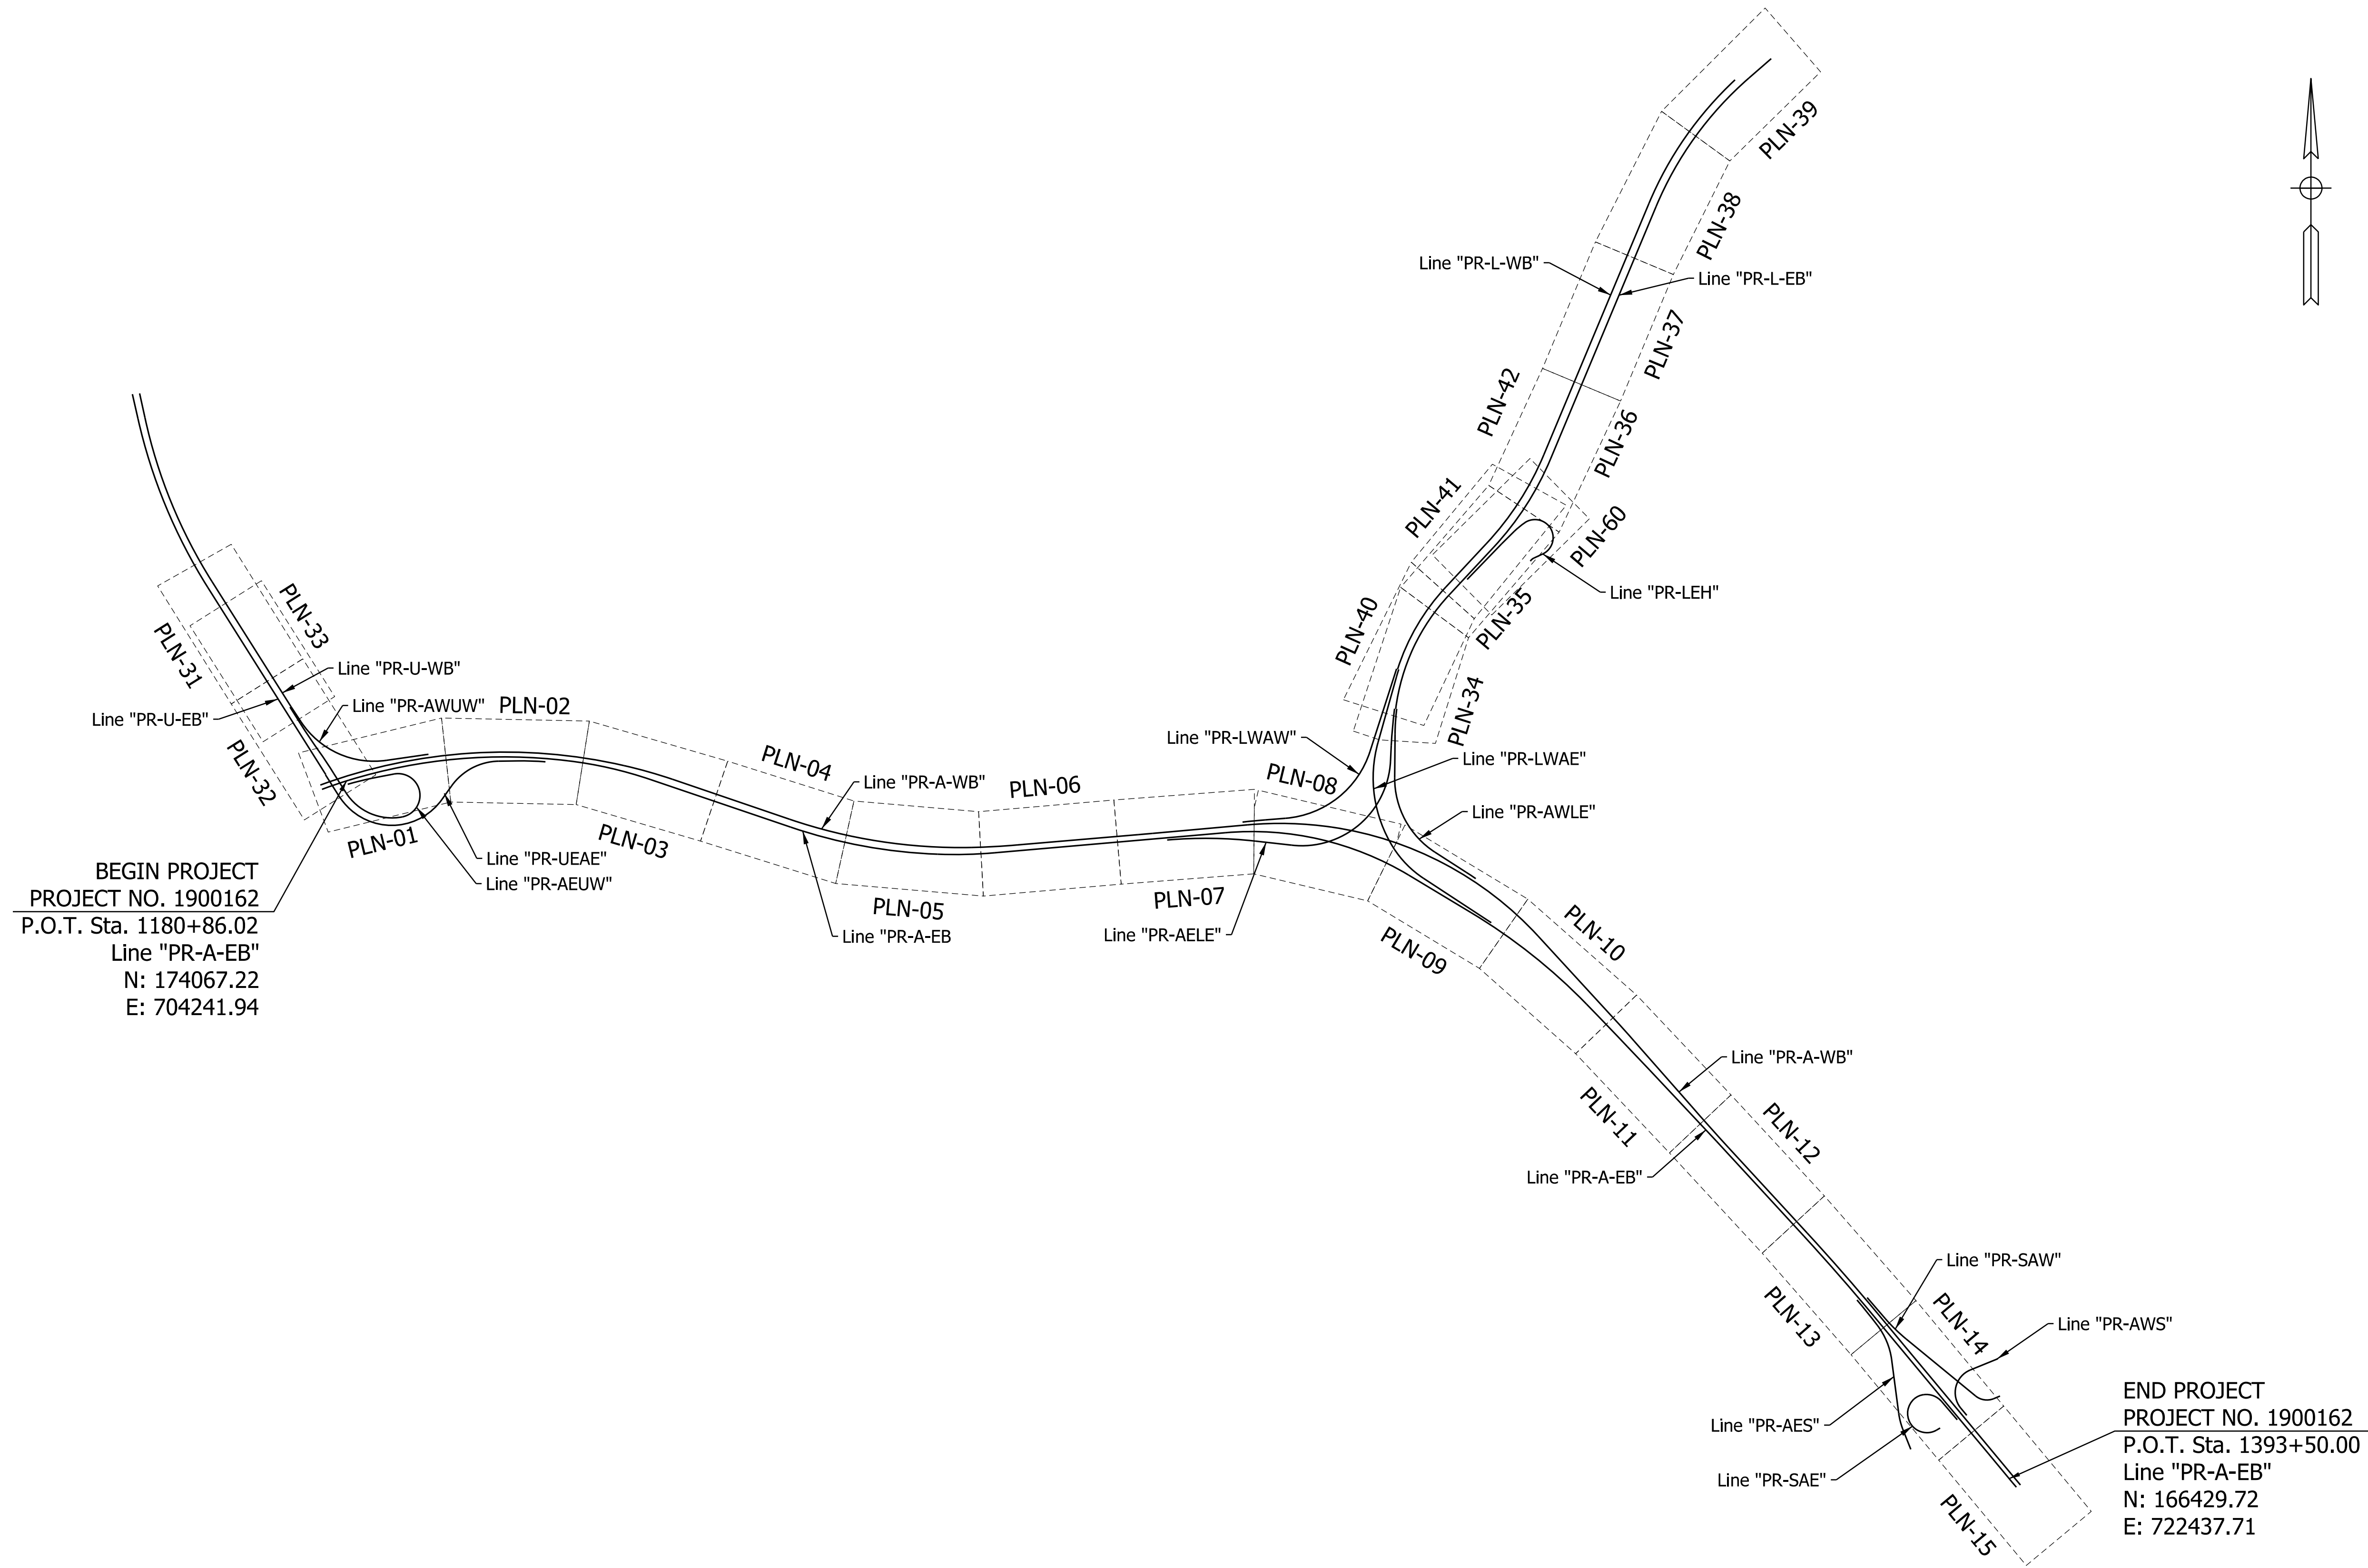 PLN-39
PLN-38
Line "PR-L-WB"
Line "PR-L-EB"
PLN-37
PLN-42
PLN-36
PLN-41
PLN-60
Line "PR-LEH"
PLN-35
PLN-40
PLN-34
PLN-33
PLN-31
Line "PR-U-WB"
Line "PR-AWUW"
Line "PR-U-EB"
PLN-32
PLN-02
PLN-01
Line "PR-UEAE"
Line "PR-AEUW"
PLN-03
PLN-04
Line "PR-A-WB"
PLN-05
Line "PR-A-EB
PLN-06
PLN-07
Line "PR-AELE"
PLN-08
Line "PR-LWAW"
Line "PR-LWAE"
Line "PR-AWLE"
BEGIN PROJECT
PROJECT NO. 1900162
P.O.T. Sta. 1180+86.02
Line "PR-A-EB"
N: 174067.22
E: 704241.94
PLN-09
PLN-10
PLN-11
Line "PR-A-WB"
PLN-12
Line "PR-A-EB"
PLN-13
Line "PR-SAW"
PLN-14
Line "PR-AWS"
Line "PR-AES"
Line "PR-SAE"
PLN-15
END PROJECT
PROJECT NO. 1900162
P.O.T. Sta. 1393+50.00
Line "PR-A-EB"
N: 166429.72
E: 722437.71